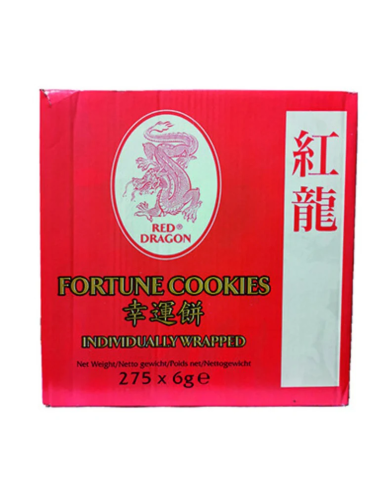 RED®
DRAGON
紅龍
FORTUNE COOKIES
幸運餅
INDIVIDUALLY WRAPPED
Net Weight/Netto gewicht/Poids net/Nettogewicht
275 x 6g e